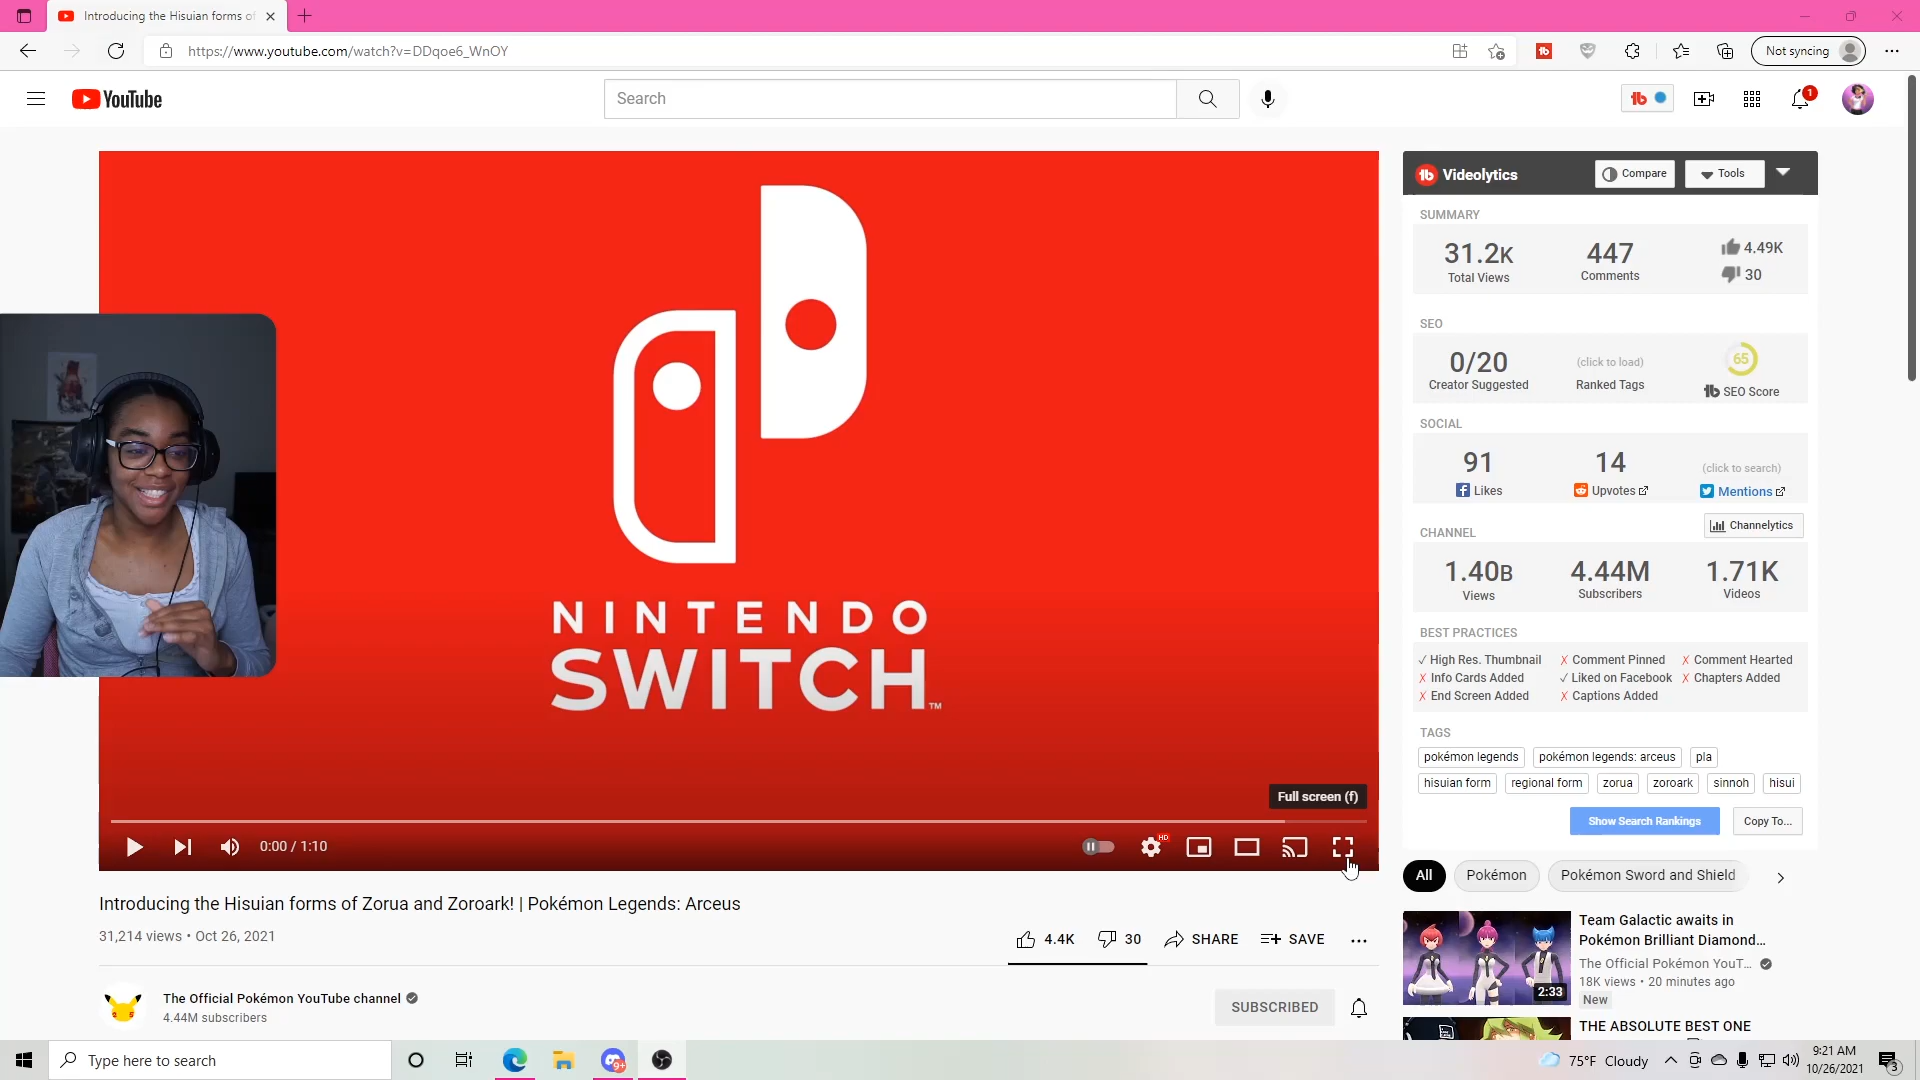 Introducing the Hisuian forms of
https://www.youtube.com/watch?v=DDqoe6_WnOY
Not syncing
YouTube
Search
1
NINTENDO
SWITCH™
Full screen (f)
0:00 / 1:10
HD
Introducing the Hisuian forms of Zorua and Zoroark! | Pokémon Legends: Arceus
31,214 views • Oct 26, 2021
4.4K
30
SHARE
SAVE
The Official Pokémon YouTube channel
4.44M subscribers
SUBSCRIBED
Videolytics
Compare
Tools
SUMMARY
31.2K
Total Views
447
Comments
4.49K
30
SEO
0/20
Creator Suggested
(click to load)
Ranked Tags
65
SEO Score
SOCIAL
91
Likes
14
Upvotes
(click to search)
Mentions
CHANNEL
Channelytics
1.40B
Views
4.44M
Subscribers
1.71K
Videos
BEST PRACTICES
✓ High Res. Thumbnail
✗ Comment Pinned
✗ Comment Hearted
✗ Info Cards Added
✓ Liked on Facebook
✗ Chapters Added
✗ End Screen Added
✗ Captions Added
TAGS
pokémon legends
pokémon legends: arceus
pla
hisuian form
regional form
zorua
zoroark
sinnoh
hisui
Show Search Rankings
Copy To...
All
Pokémon
Pokémon Sword and Shield
2:33
Team Galactic awaits in
Pokémon Brilliant Diamond...
The Official Pokémon YouT...
18K views • 20 minutes ago
New
THE ABSOLUTE BEST ONE
Type here to search
9+
75°F Cloudy
9:21 AM
10/26/2021
3